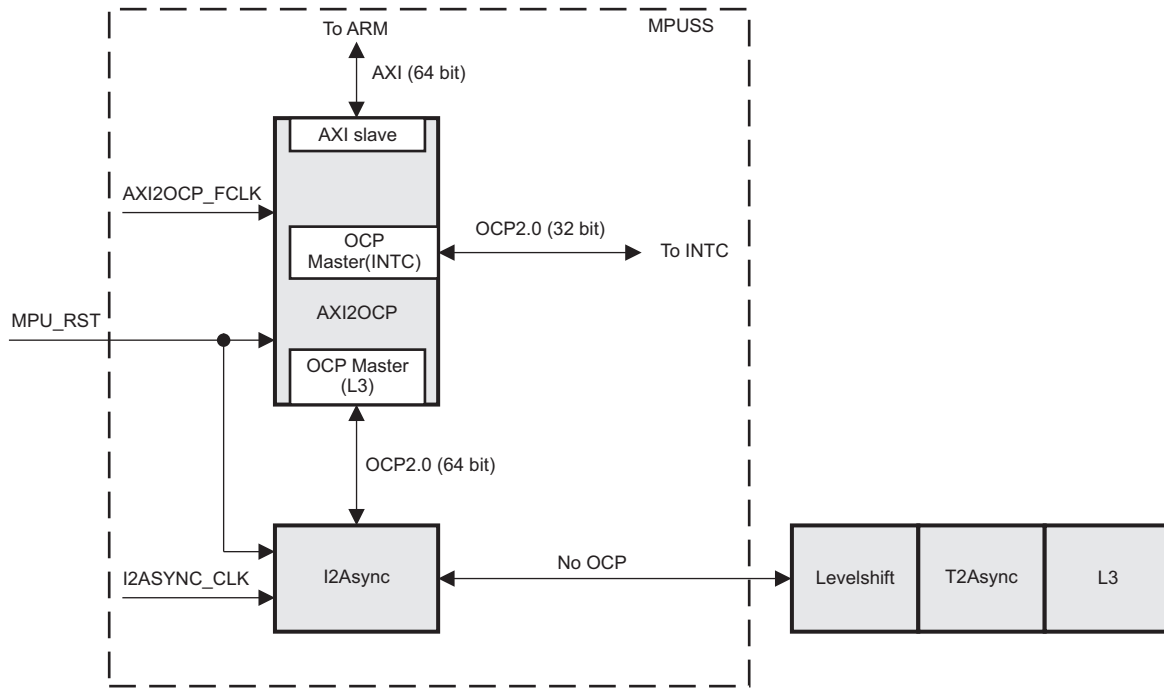 To ARM
MPUSS
AXI (64 bit)
AXI slave
AXI2OCP_FCLK
OCP
Master(INTC)
OCP2.0 (32 bit)
To INTC
AXI2OCP
MPU_RST
OCP Master
(L3)
OCP2.0 (64 bit)
I2Async
No OCP
Levelshift
T2Async
L3
I2ASYNC_CLK